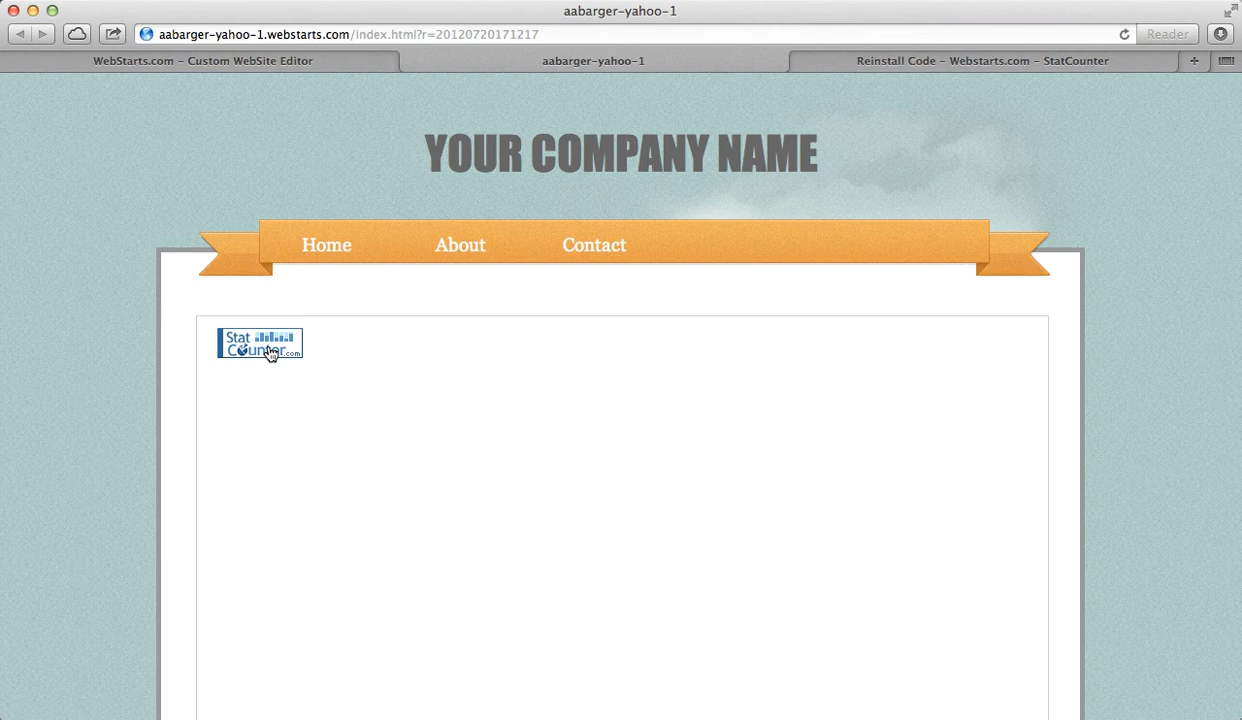 aabarger-yahoo-1
aabarger-yahoo-1.webstarts.com/index.html?r=20120720171217
Reader
WebStarts.com – Custom WebSite Editor
aabarger-yahoo-1
Reinstall Code – Webstarts.com – StatCounter
YOUR COMPANY NAME
Home About Contact
Stat
Counter.com